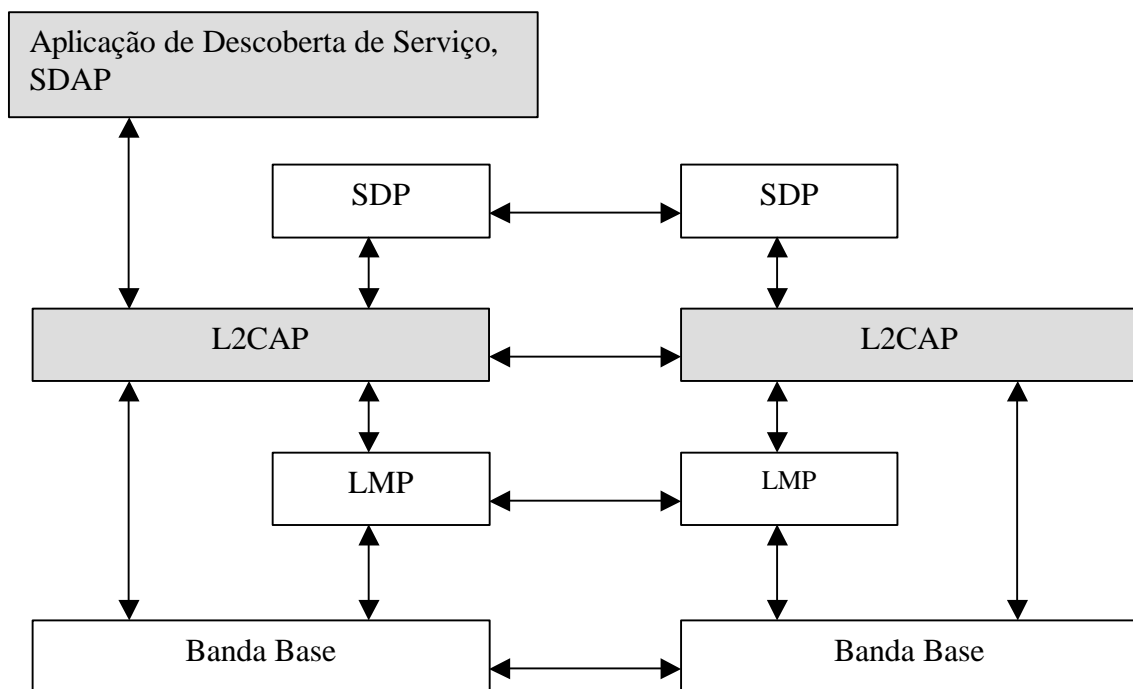 Aplicação de Descoberta de Serviço,
SDAP
SDP
SDP
L2CAP
L2CAP
LMP
LMP
Banda Base
Banda Base